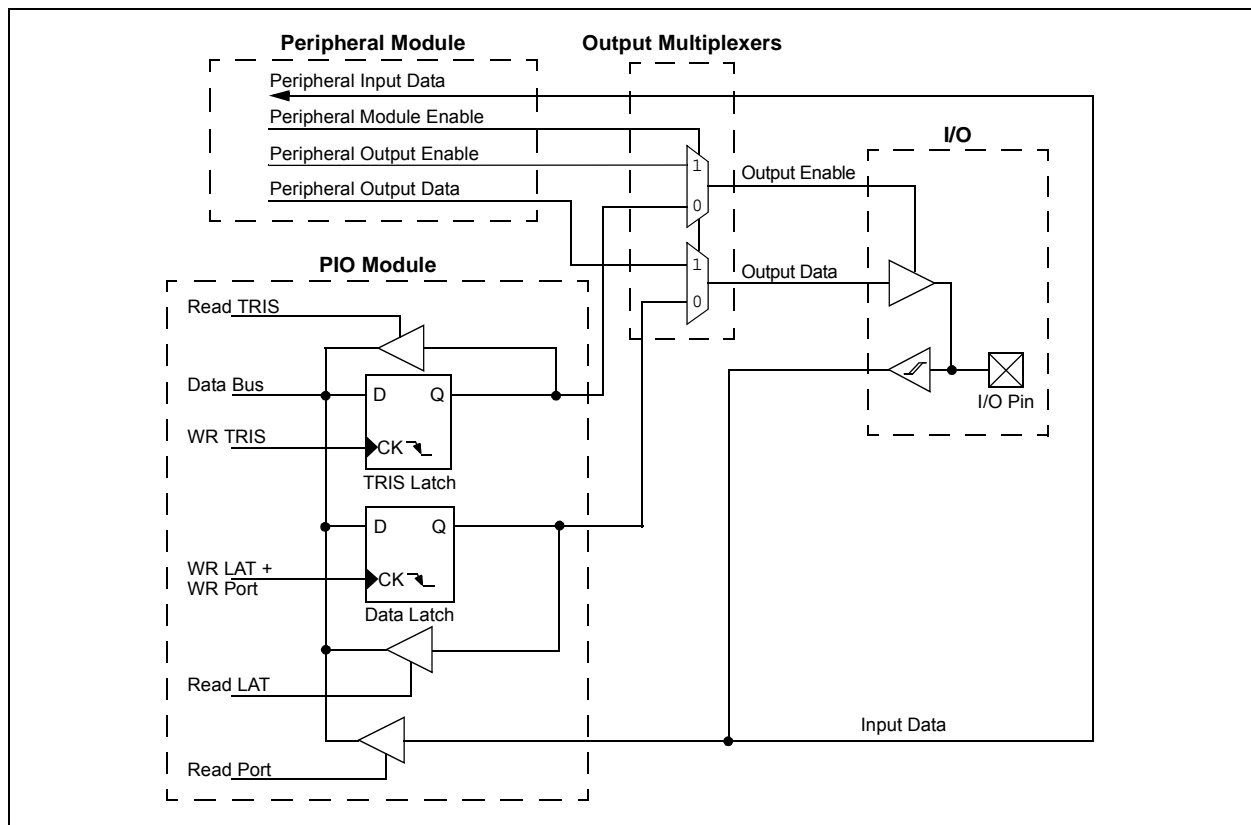 Peripheral Module
Output Multiplexers
Peripheral Input Data
Peripheral Module Enable
Peripheral Output Enable
Peripheral Output Data
1
0
Output Enable
1
0
Output Data
I/O
I/O Pin
PIO Module
Read TRIS
Data Bus
D Q
WR TRIS
CK
TRIS Latch
D Q
WR LAT +
WR Port
CK
Data Latch
Read LAT
Input Data
Read Port